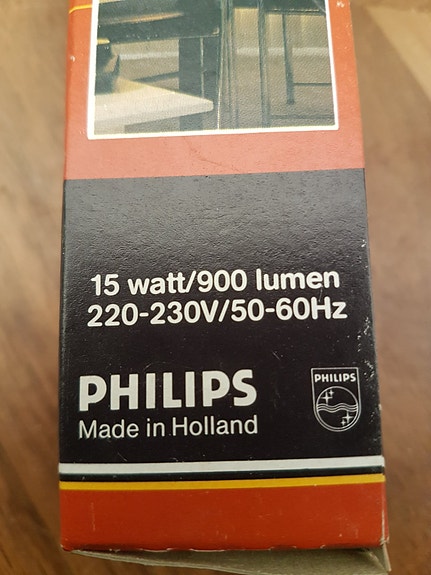 15 watt/900 lumen
220-230V/50-60Hz
PHILIPS
Made in Holland
PHILIPS